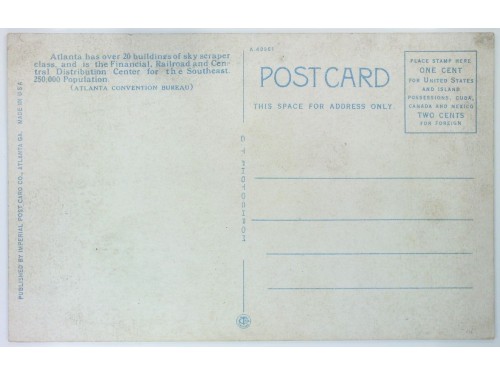 Atlanta has over 20 buildings of sky scraper
class, and is the Financial, Railroad and Cen-
tral Distribution Center for the Southeast.
250,000 Population.
(ATLANTA CONVENTION BUREAU)
POST CARD
THIS SPACE FOR ADDRESS ONLY.
PLACE STAMP HERE
ONE CENT
FOR UNITED STATES
AND ISLAND
POSSESSIONS, CUBA,
CANADA AND MEXICO
TWO CENTS
FOR FOREIGN
PUBLISHED BY IMPERIAL POST CARD CO., ATLANTA GA. MADE IN U.S.A.